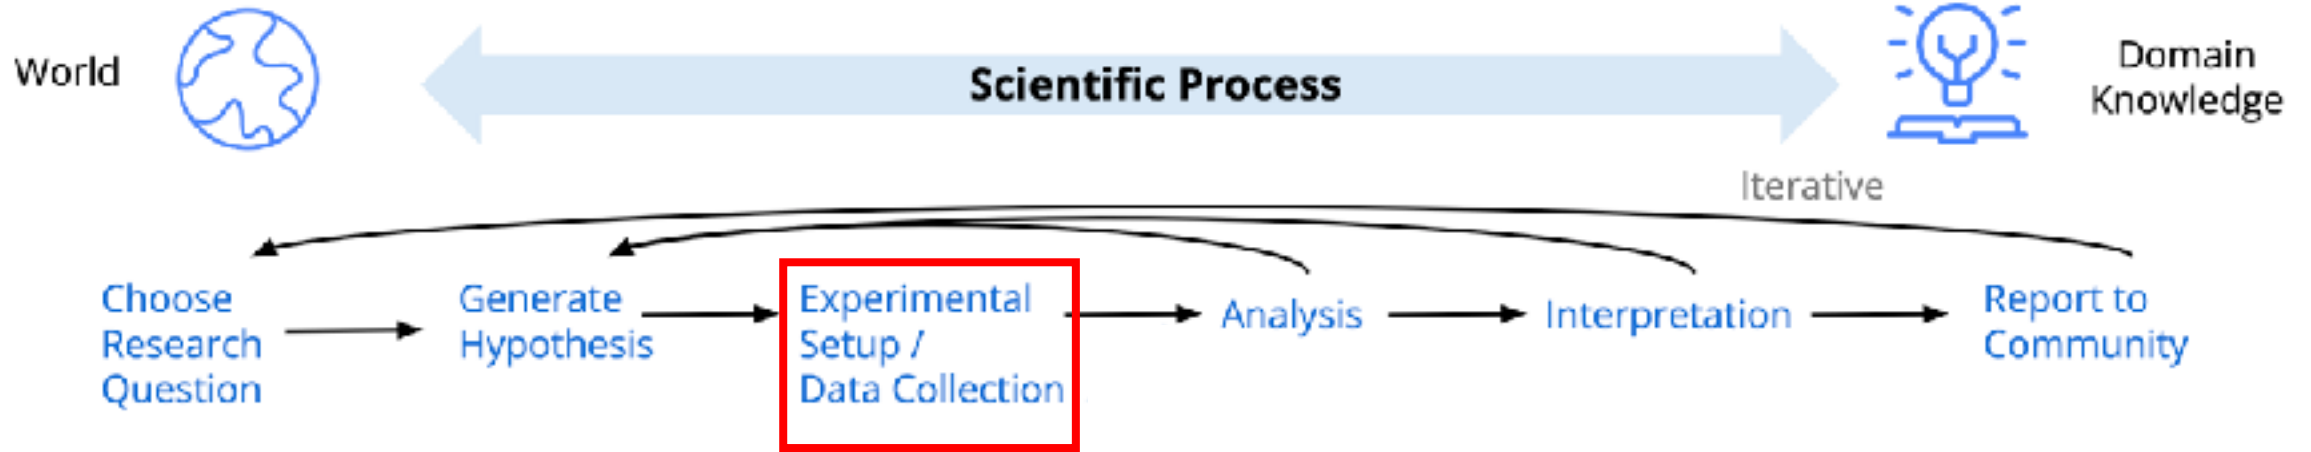 World
Scientific Process
Domain
Knowledge
Iterative
Choose
Research
Question
Generate
Hypothesis
Experimental
Setup /
Data Collection
Analysis
Interpretation
Report to
Community